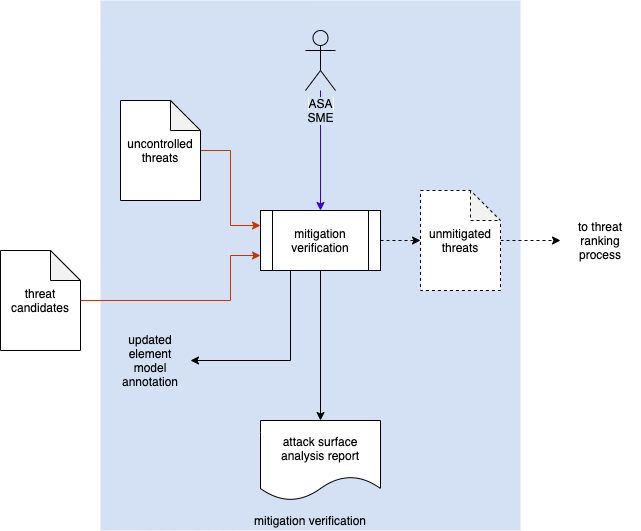 ASA
SME
uncontrolled
threats
mitigation
verification
unmitigated
threats
to threat
ranking
process
threat
candidates
updated
element
model
annotation
attack surface
analysis report
mitigation verification